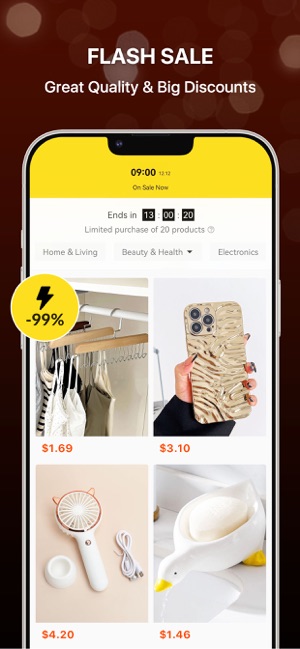 FLASH SALE
Great Quality & Big Discounts
09:00 12.12
On Sale Now
Ends in 13 : 00 : 20
Limited purchase of 20 products
Home & Living
Beauty & Health
Electronics
-99%
$1.69
$3.10
$4.20
$1.46